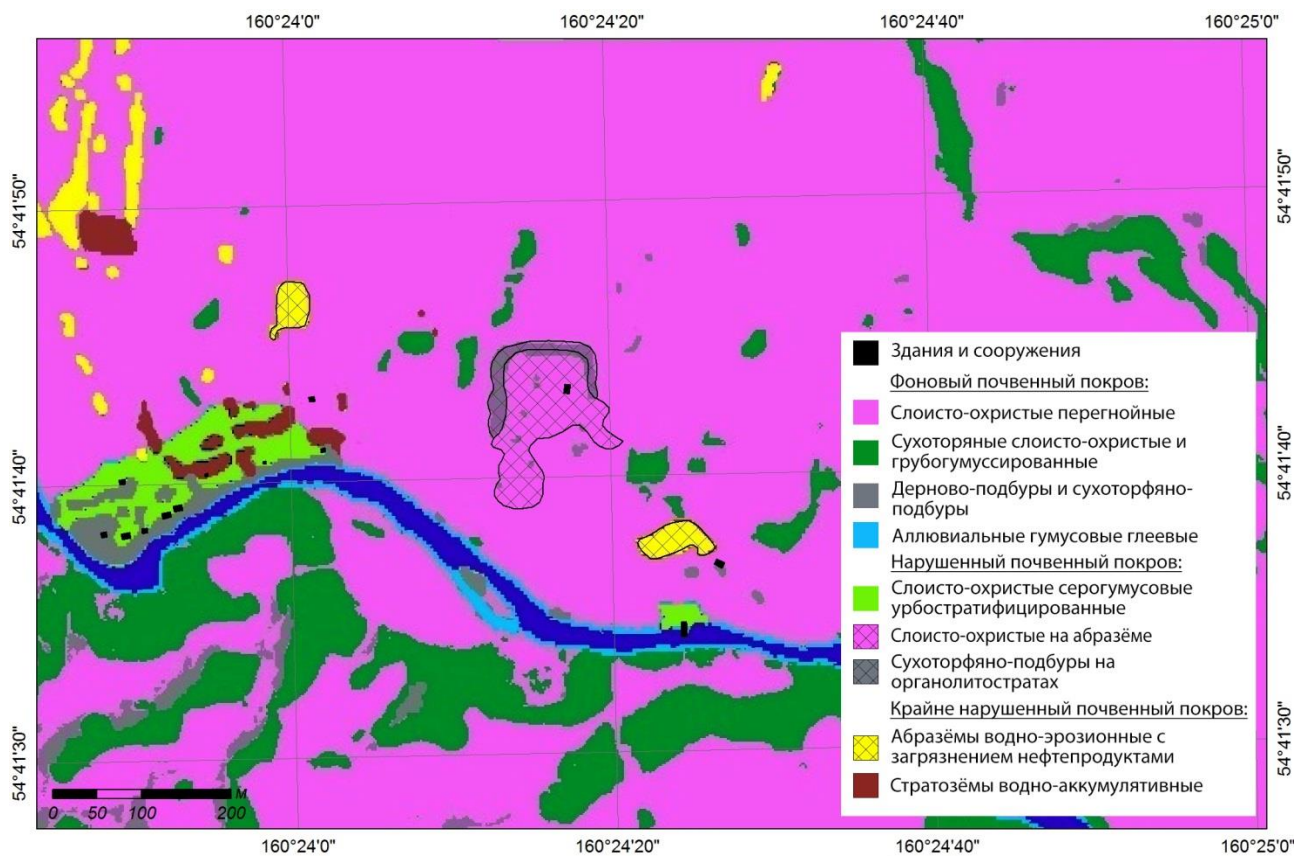 160°24'0" 160°24'20" 160°24'40" 160°25'0"
54°41'50"
54°41'50"
54°41'40"
54°41'40"
54°41'30"
54°41'30"
Здания и сооружения
Фоновый почвенный покров:
Слоисто-охристые перегнойные
Сухоторяные слоисто-охристые и
грубогумуссированные
Дерново-подбуры и сухоторфяно-
подбуры
Аллювиальные гумусовые глеевые
Нарушенный почвенный покров:
Слоисто-охристые серогумусовые
урбостратифицированные
Слоисто-охристые на абразёме
Сухоторфяно-подбуры на
органолитостратах
Крайне нарушенный почвенный покров:
Абразёмы водно-эрозионные с
загрязнением нефтепродуктами
Стратозёмы водно-аккумулятивные
м
0 50 100 200
160°24'0" 160°24'20" 160°24'40" 160°25'0"